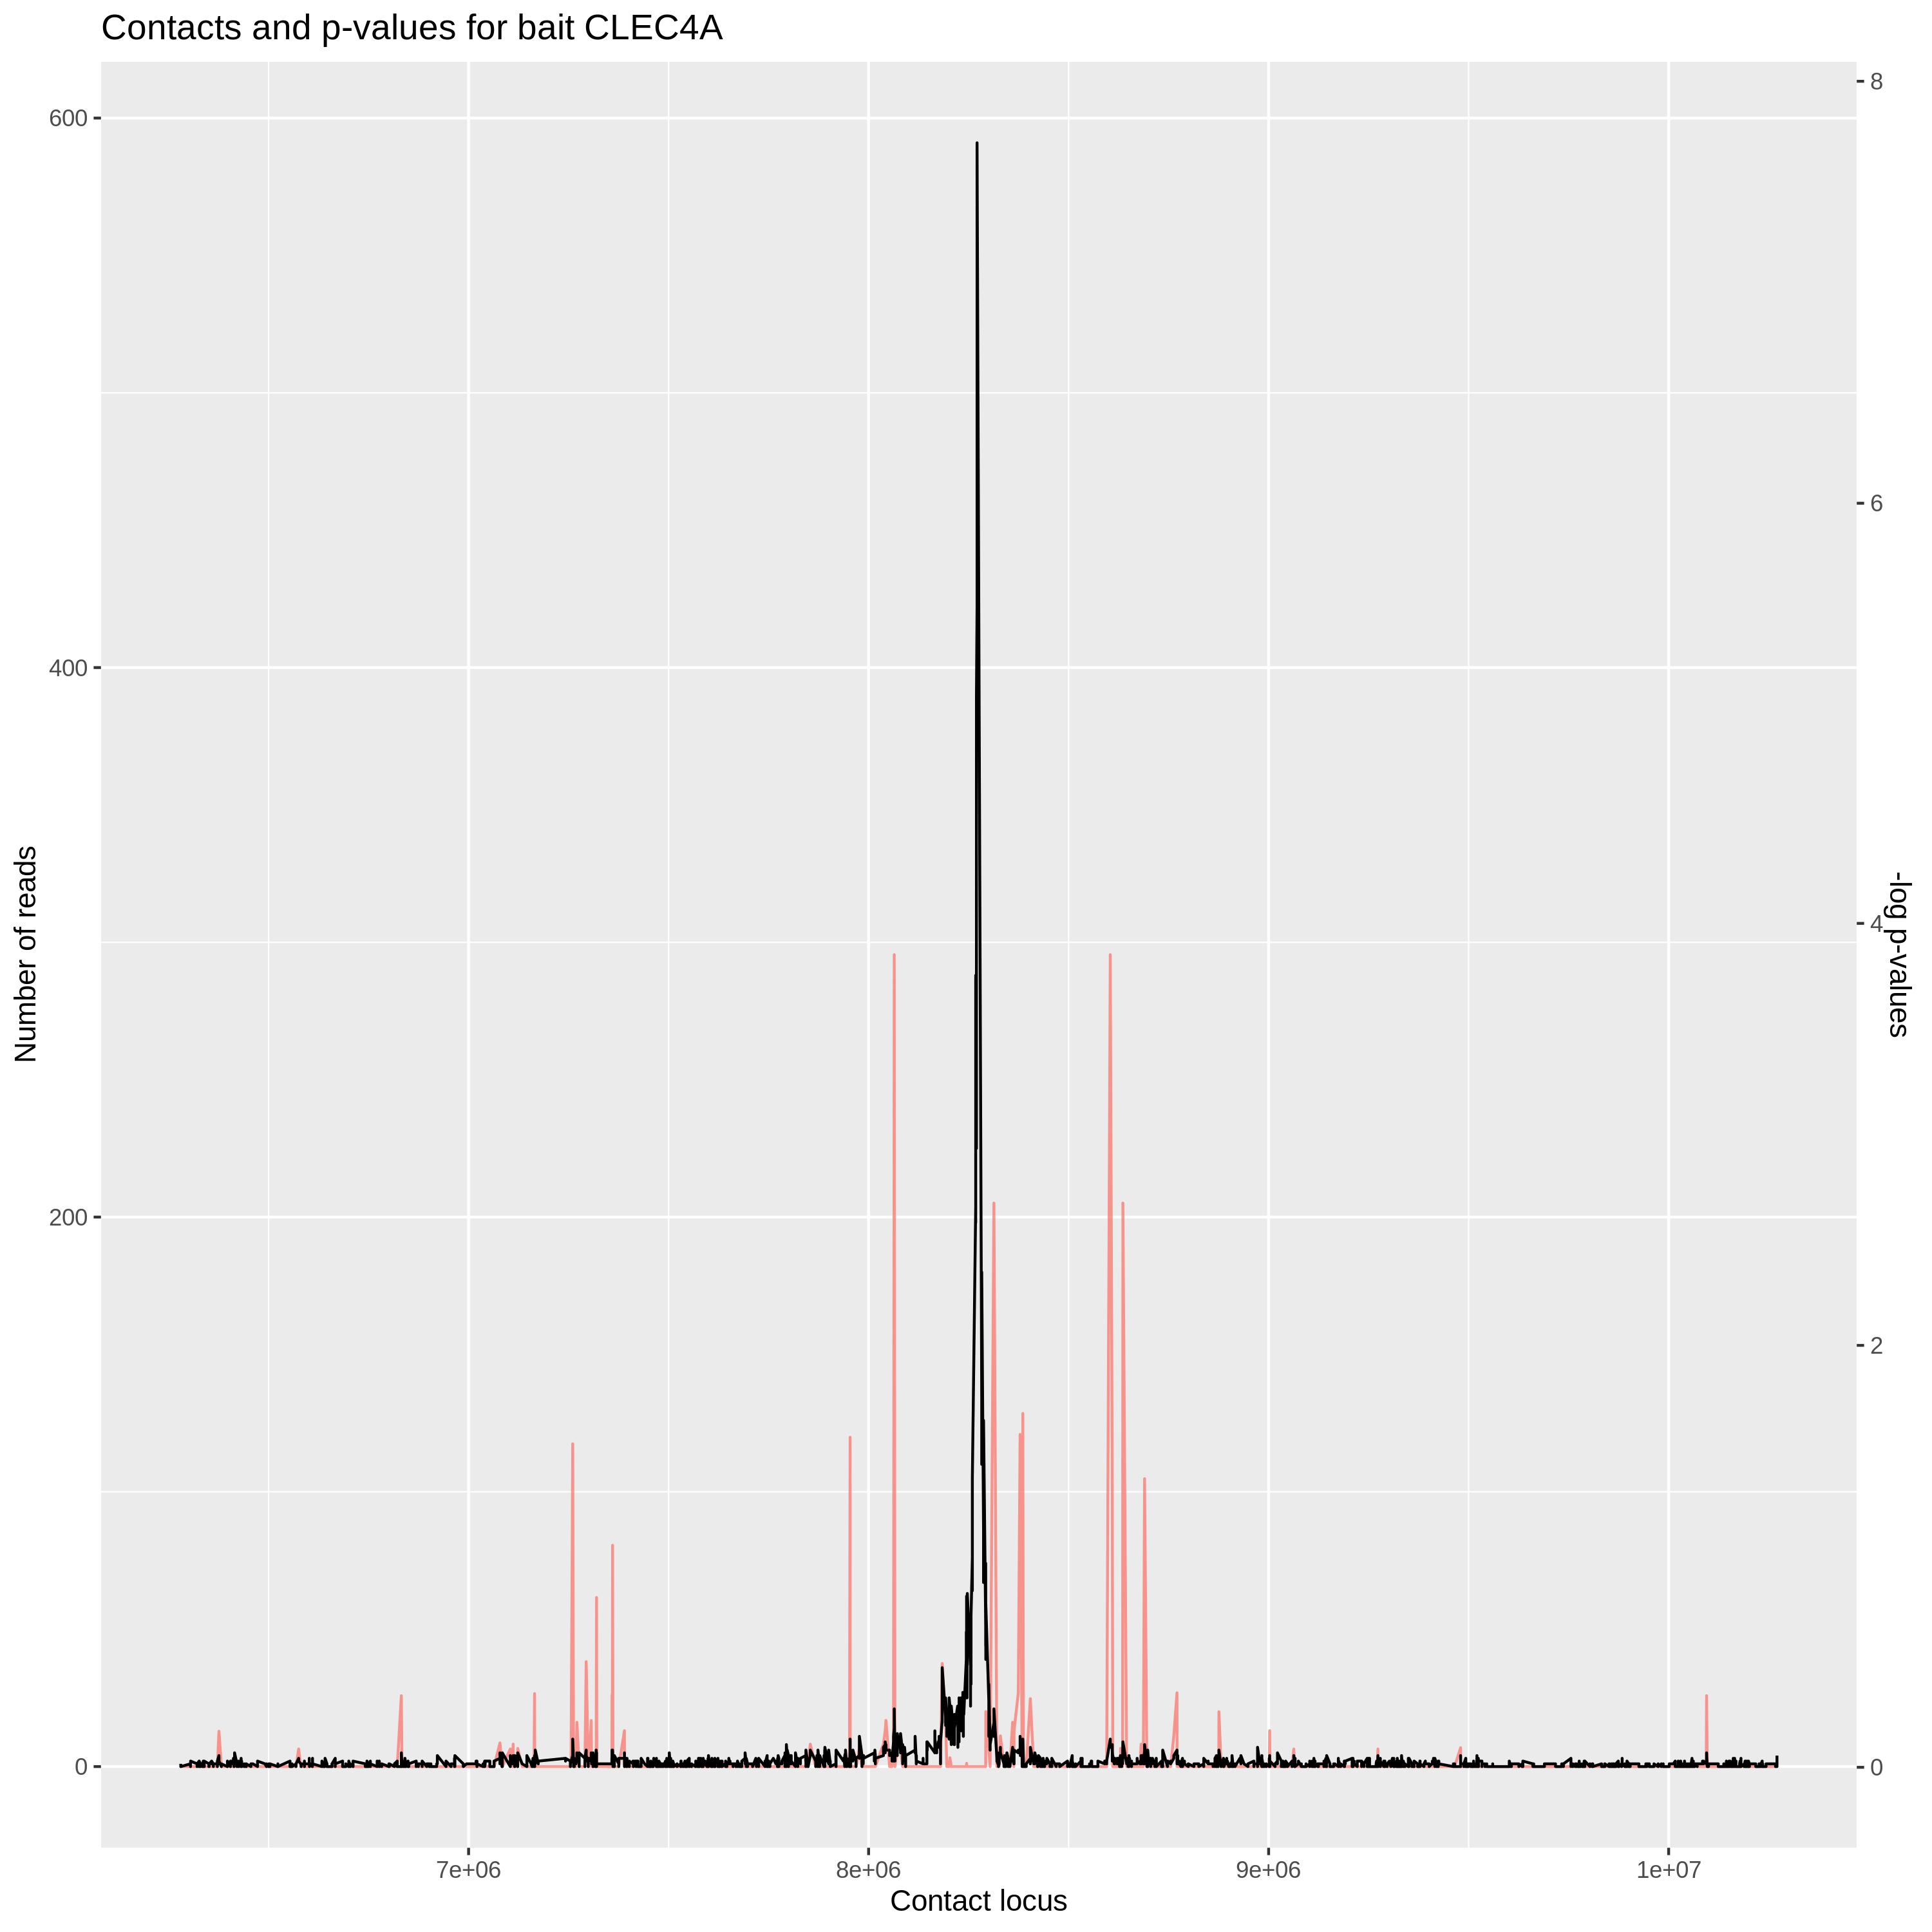 Contacts and p-values for bait CLEC4A
600
400
200
0
Number of reads
8
6
4
2
0
-log p-values
7e+06
8e+06
9e+06
1e+07
Contact locus